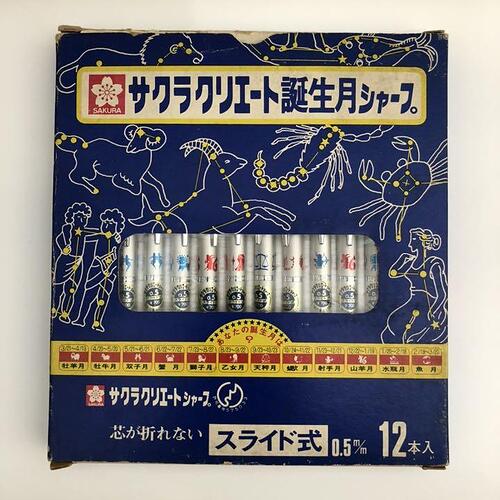 サクラクリエート誕生月シャープ。
SAKURA
0.5
あなたの誕生月は?
牡羊月 牡牛月 双子月 蟹月 獅子月 乙女月 天秤月 蠍月 射手月 山羊月 水瓶月 魚月
サクラクリエートシャープ。
芯が折れない スライド式 0.5m/m 12本入